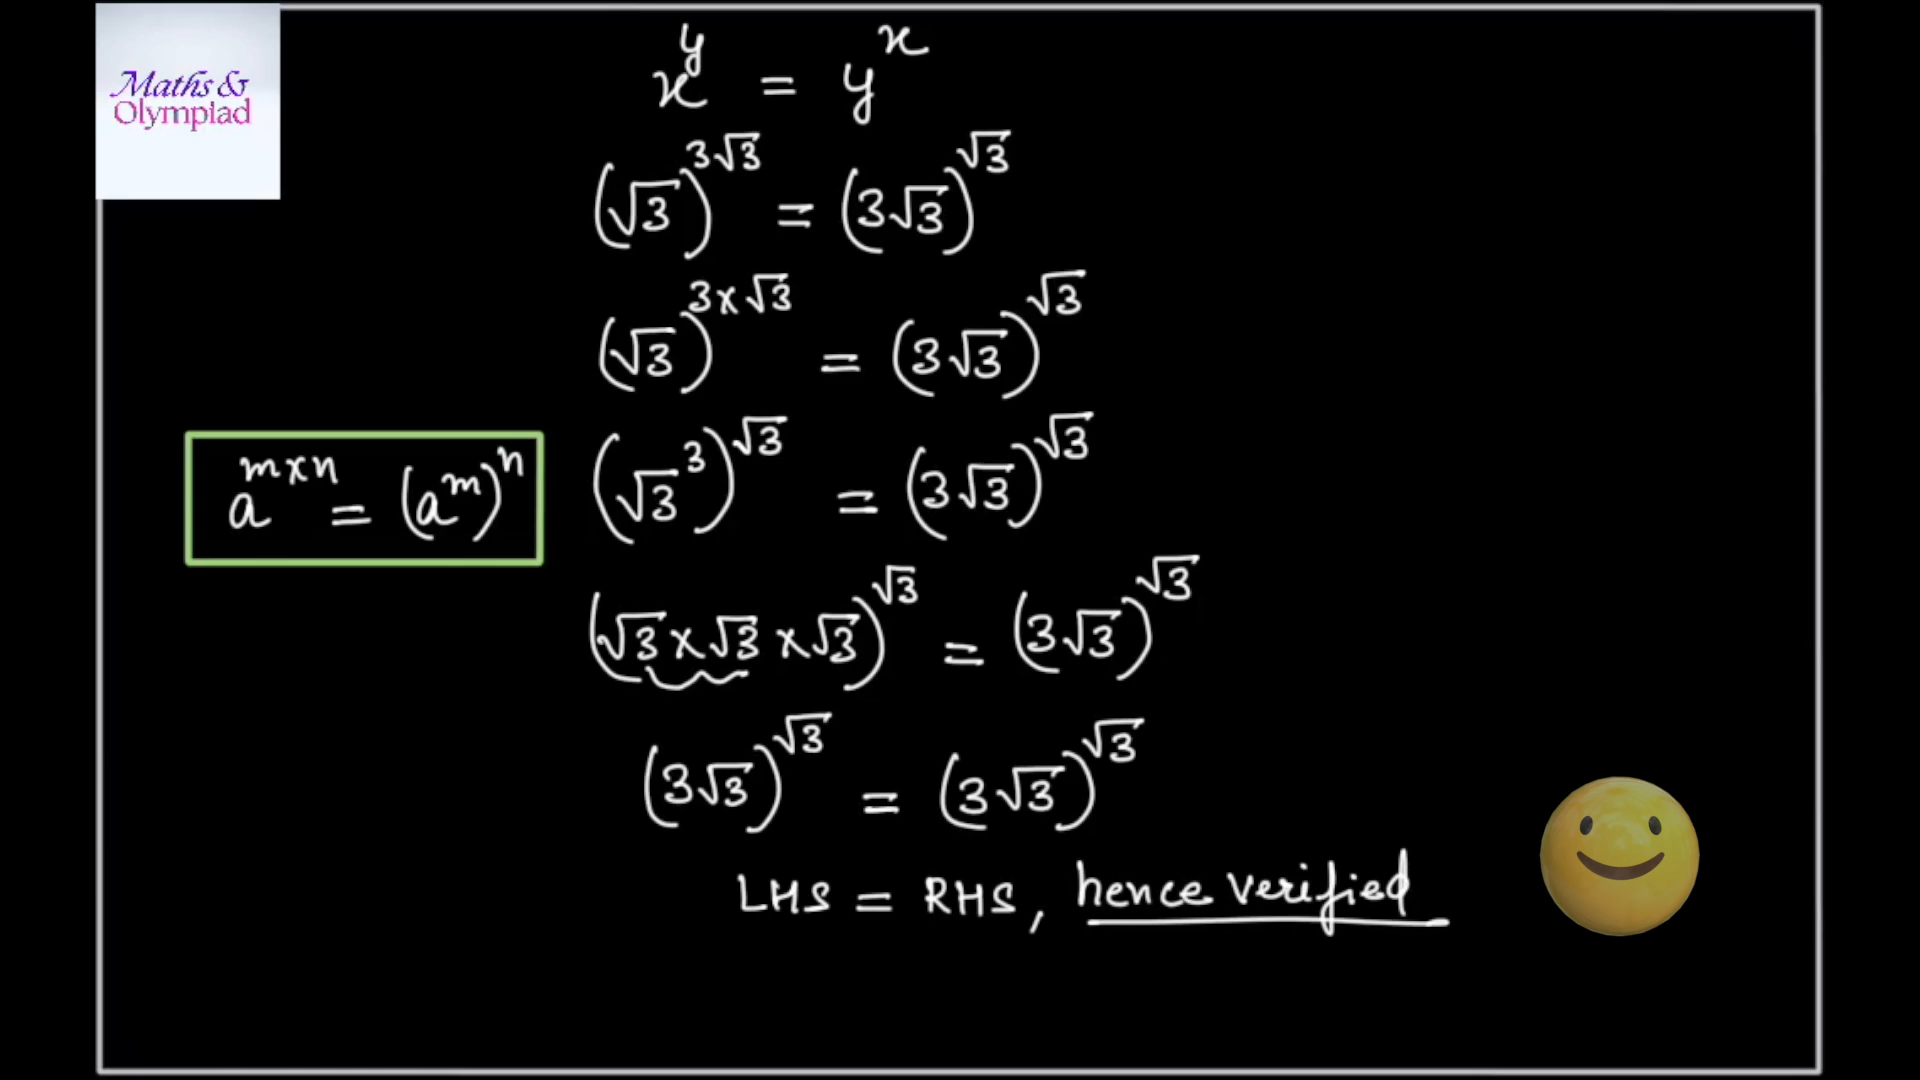 Maths &
Olympiad
x^y = y^x
(√3)^{3√3} = (3√3)^{√3}
(√3)^{3×√3} = (3√3)^{√3}
a^{m×n} = (a^m)^n
(√3^3)^{√3} = (3√3)^{√3}
(√3×√3×√3)^{√3} = (3√3)^{√3}
(3√3)^{√3} = (3√3)^{√3}
LHS = RHS, hence verified